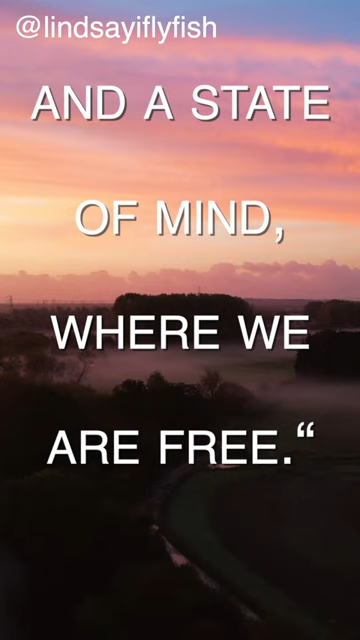 @lindsayiflyfish
AND A STATE
OF MIND,
WHERE WE
ARE FREE.“